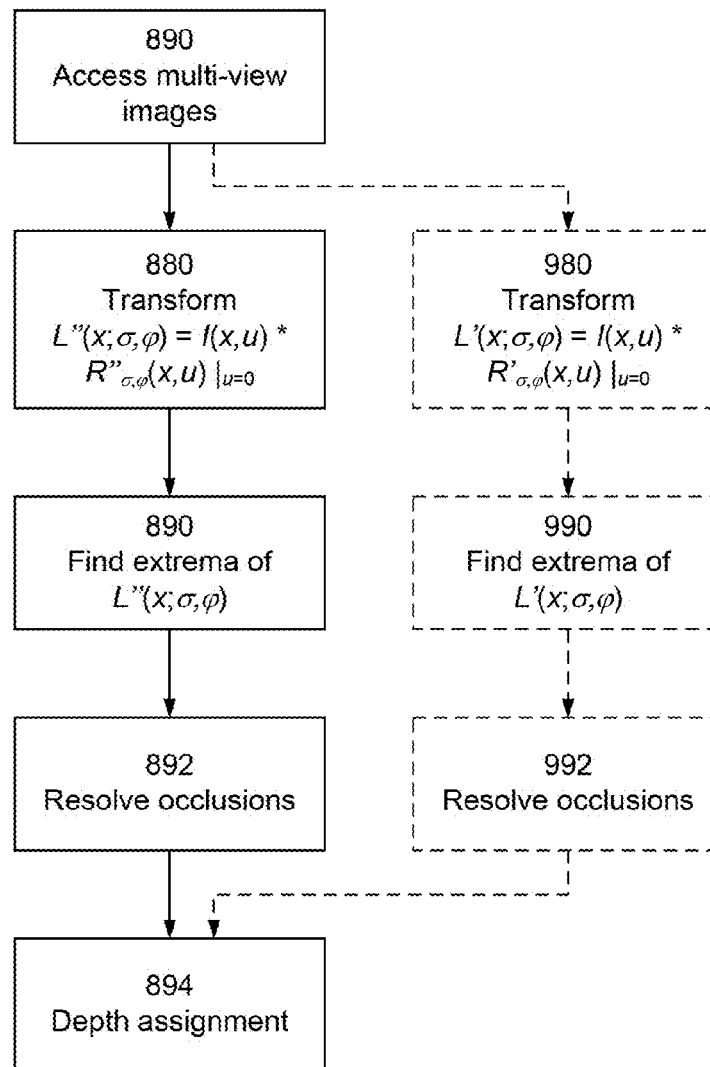 890
Access multi-view
images
880
Transform
L”(x;σ,φ) = I(x,u) *
R”σ,φ(x,u) |u=0
980
Transform
L’(x;σ,φ) = I(x,u) *
R’σ,φ(x,u) |u=0
890
Find extrema of
L”(x;σ,φ)
990
Find extrema of
L’(x;σ,φ)
892
Resolve occlusions
992
Resolve occlusions
894
Depth assignment